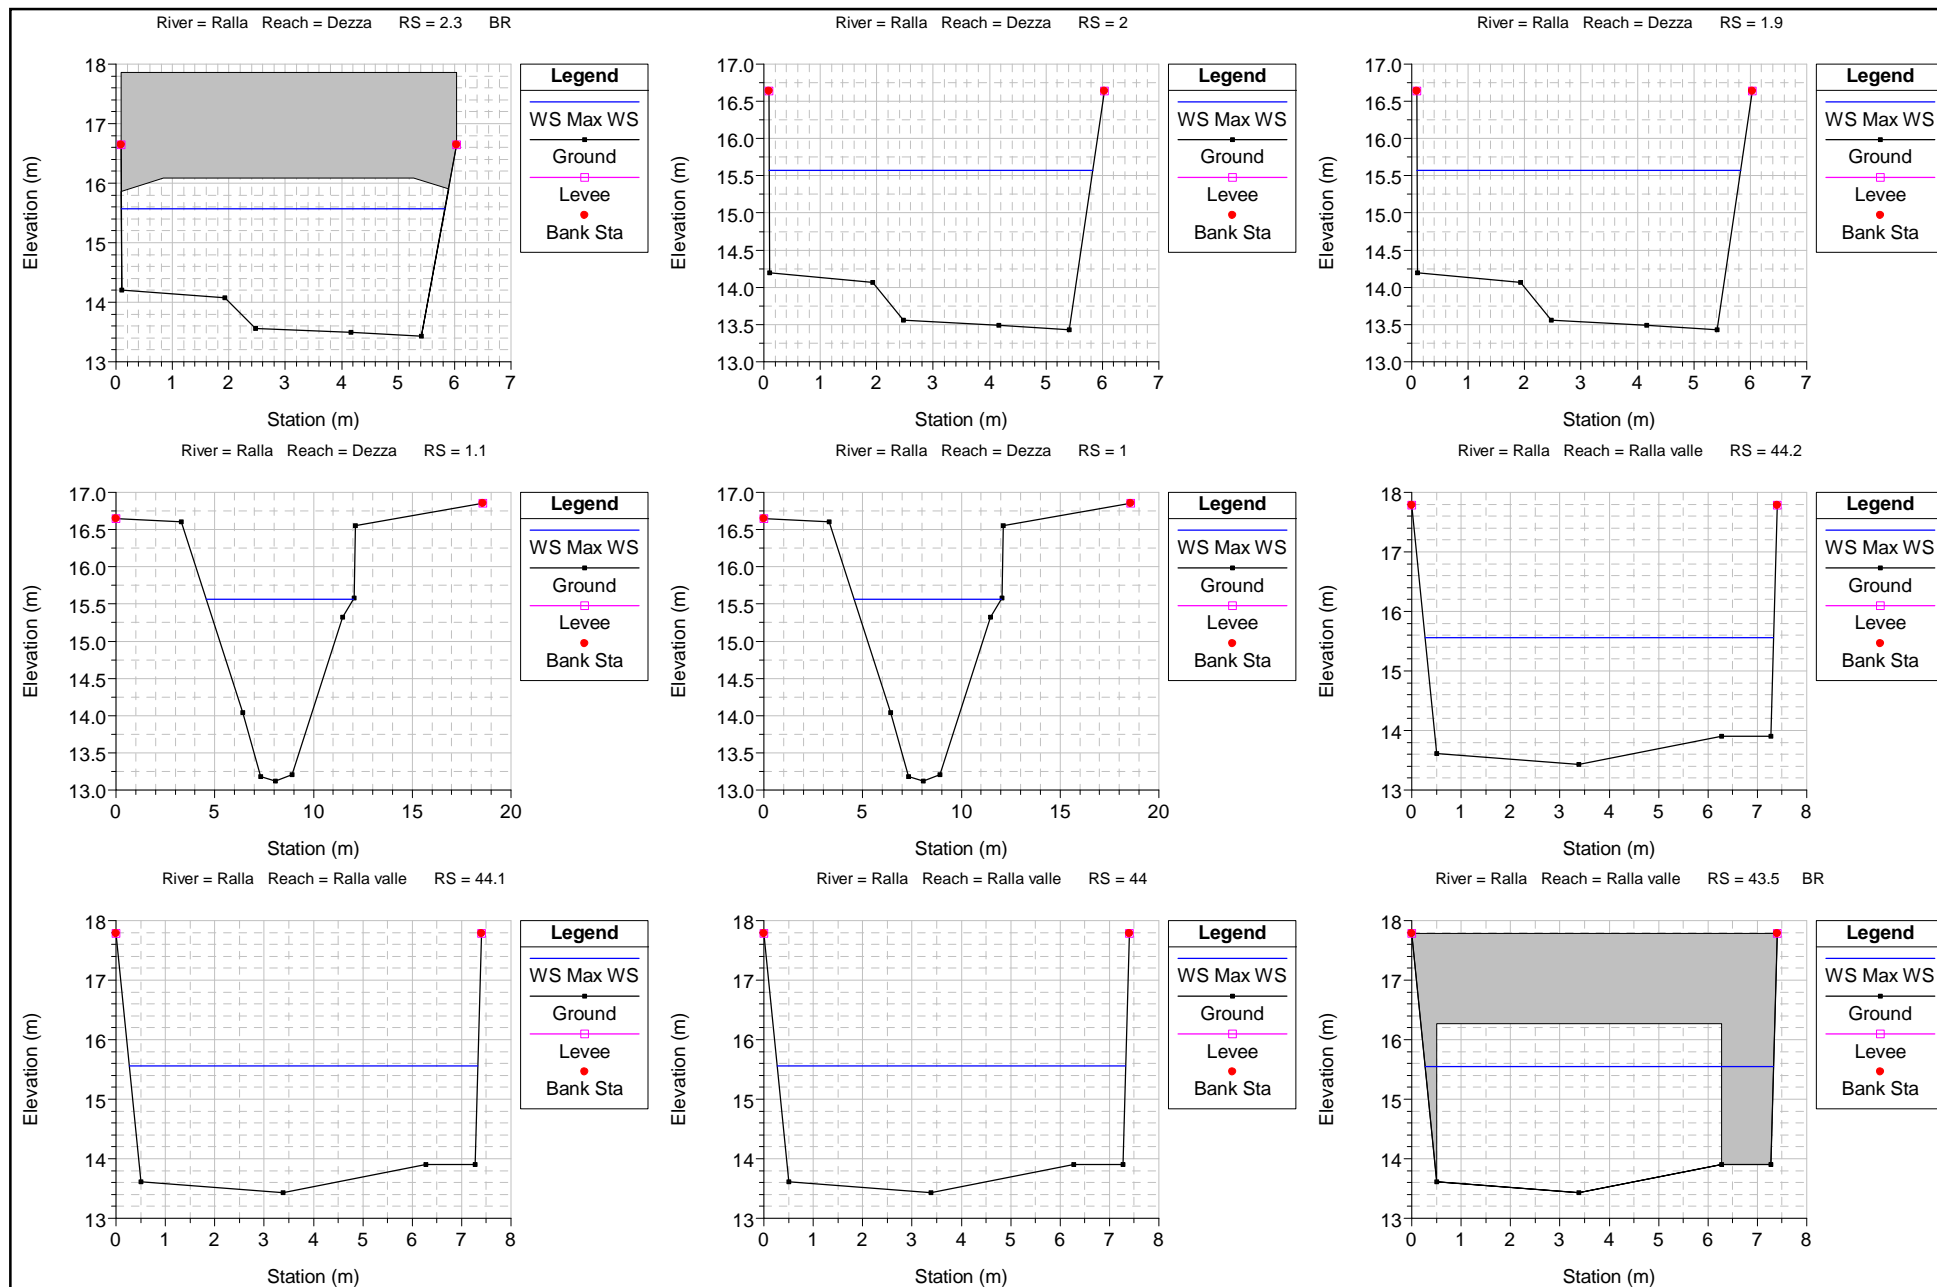 River = Ralla   Reach = Dezza      RS = 2.3      BR
18
17
16
15
14
13
0 1 2 3 4 5 6 7
Station (m)
Elevation (m)
Legend
WS Max WS
Ground
Levee
Bank Sta
River = Ralla   Reach = Dezza      RS = 2
17.0
16.5
16.0
15.5
15.0
14.5
14.0
13.5
13.0
0 1 2 3 4 5 6 7
Station (m)
Elevation (m)
Legend
WS Max WS
Ground
Levee
Bank Sta
River = Ralla   Reach = Dezza      RS = 1.9
17.0
16.5
16.0
15.5
15.0
14.5
14.0
13.5
13.0
0 1 2 3 4 5 6 7
Station (m)
Elevation (m)
Legend
WS Max WS
Ground
Levee
Bank Sta
River = Ralla   Reach = Dezza      RS = 1.1
17.0
16.5
16.0
15.5
15.0
14.5
14.0
13.5
13.0
0 5 10 15 20
Station (m)
Elevation (m)
Legend
WS Max WS
Ground
Levee
Bank Sta
River = Ralla   Reach = Dezza      RS = 1
17.0
16.5
16.0
15.5
15.0
14.5
14.0
13.5
13.0
0 5 10 15 20
Station (m)
Elevation (m)
Legend
WS Max WS
Ground
Levee
Bank Sta
River = Ralla   Reach = Ralla valle      RS = 44.2
18
17
16
15
14
13
0 1 2 3 4 5 6 7 8
Station (m)
Elevation (m)
Legend
WS Max WS
Ground
Levee
Bank Sta
River = Ralla   Reach = Ralla valle      RS = 44.1
18
17
16
15
14
13
0 1 2 3 4 5 6 7 8
Station (m)
Elevation (m)
Legend
WS Max WS
Ground
Levee
Bank Sta
River = Ralla   Reach = Ralla valle      RS = 44
18
17
16
15
14
13
0 1 2 3 4 5 6 7 8
Station (m)
Elevation (m)
Legend
WS Max WS
Ground
Levee
Bank Sta
River = Ralla   Reach = Ralla valle      RS = 43.5      BR
18
17
16
15
14
13
0 1 2 3 4 5 6 7 8
Station (m)
Elevation (m)
Legend
WS Max WS
Ground
Levee
Bank Sta